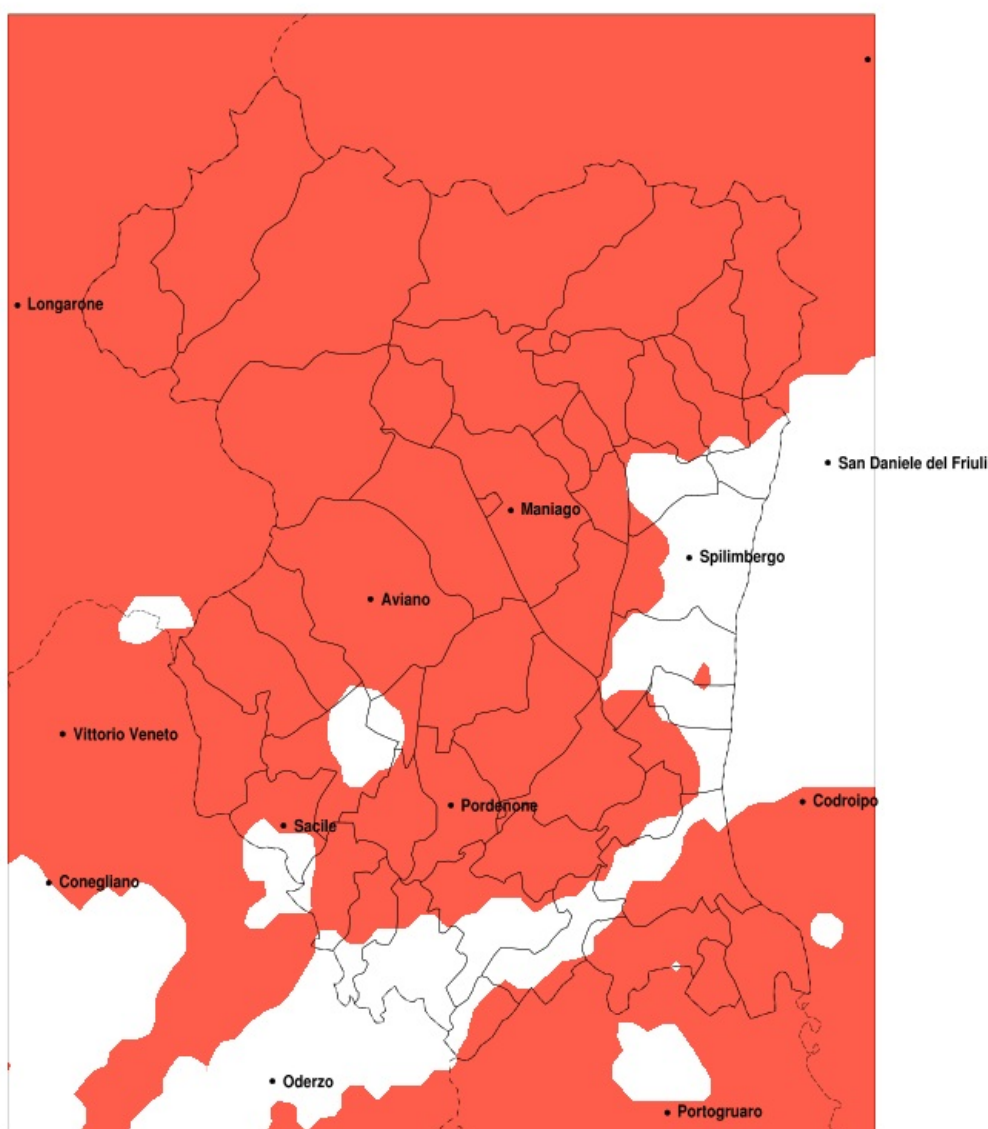 Longarone
San Daniele del Friuli
Maniago
Spilimbergo
Aviano
Vittorio Veneto
Codroipo
Pordenone
Sacile
Conegliano
Oderzo
Portogruaro